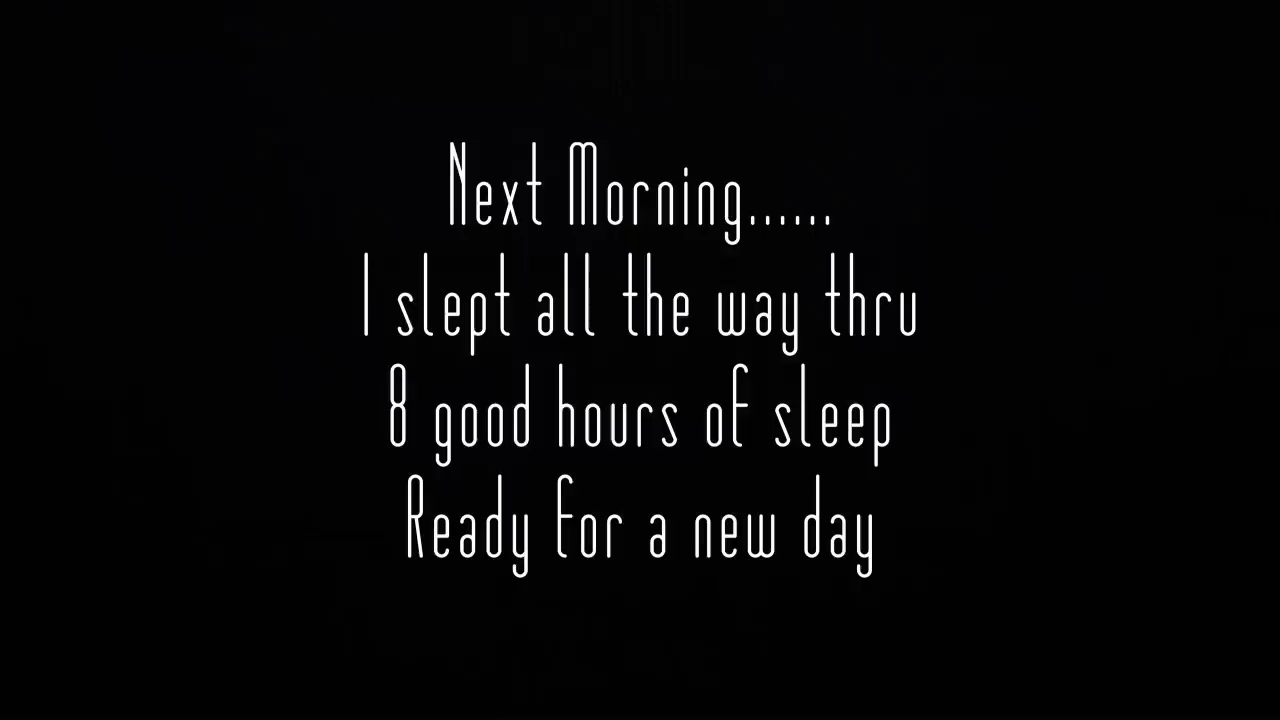 Next Morning......
I slept all the way thru
8 good hours of sleep
Ready for a new day